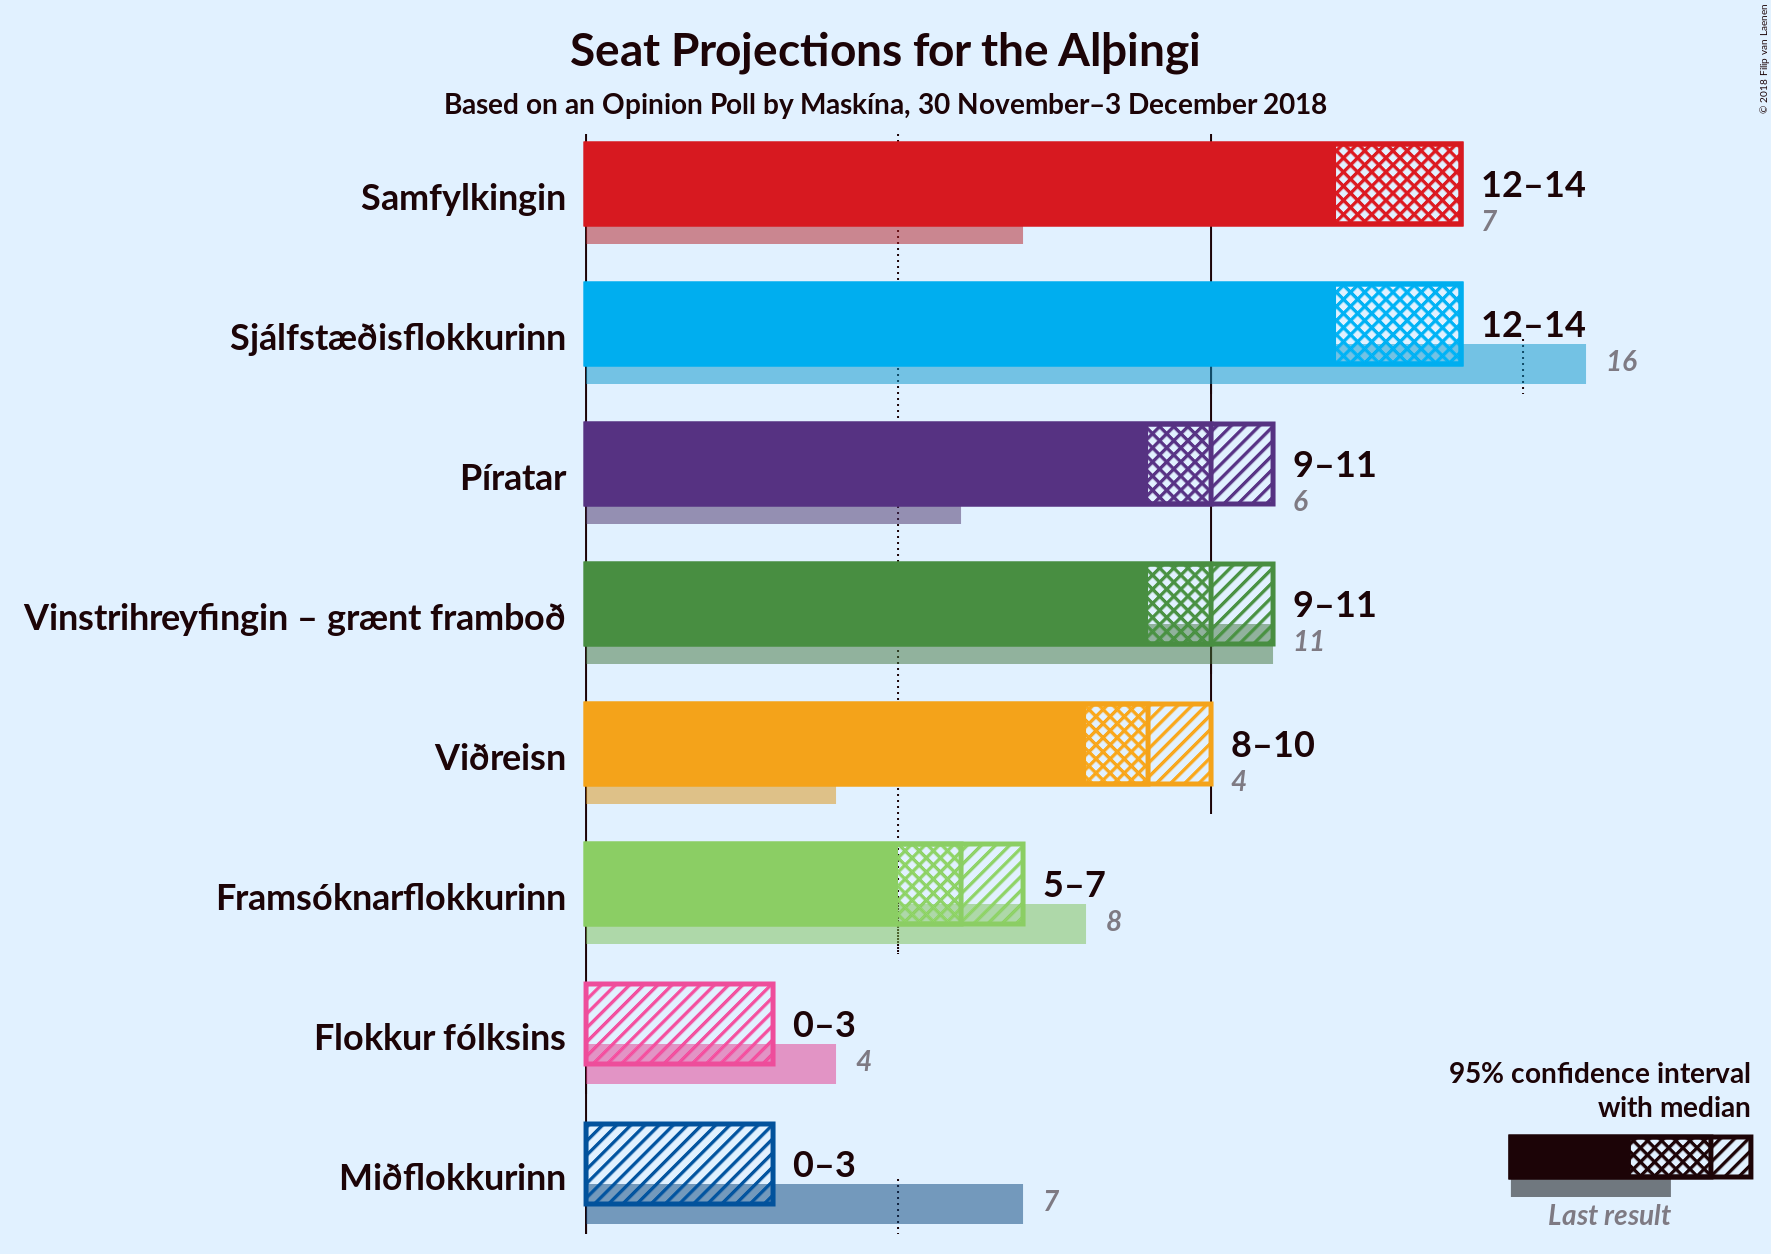 Seat Projections for the Alþingi
Based on an Opinion Poll by Maskína, 30 November–3 December 2018
© 2018 Filip van Laenen
Samfylkingin
12–14
7
Sjálfstæðisflokkurinn
12–14
16
Píratar
9–11
6
Vinstrihreyfingin – grænt framboð
9–11
11
Viðreisn
8–10
4
Framsóknarflokkurinn
5–7
8
Flokkur fólksins
0–3
4
Miðflokkurinn
0–3
7
95% confidence interval
with median
Last result